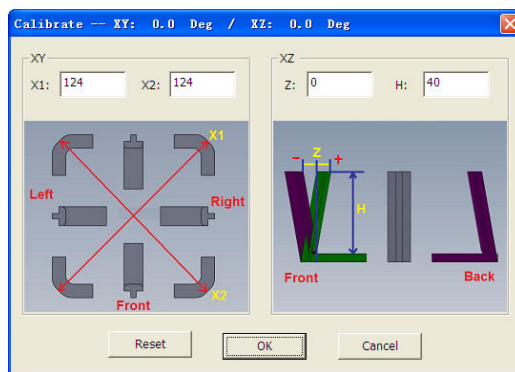 Calibrate -- XY: 0.0 Deg / XZ: 0.0 Deg
XY
X1: 124 X2: 124
X1
Left
Right
Front
X2
XZ
Z: 0 H: 40
- Z +
H
Front
Back
Reset OK Cancel